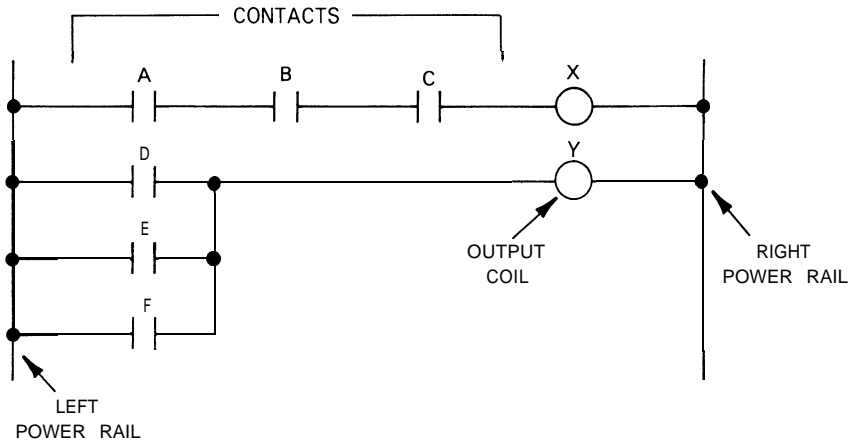 CONTACTS
A
B
C
X
D
Y
E
OUTPUT
COIL
RIGHT
POWER RAIL
F
LEFT
POWER RAIL